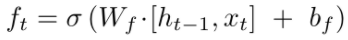 f_t = σ (W_f · [h_{t−1}, x_t] + b_f)